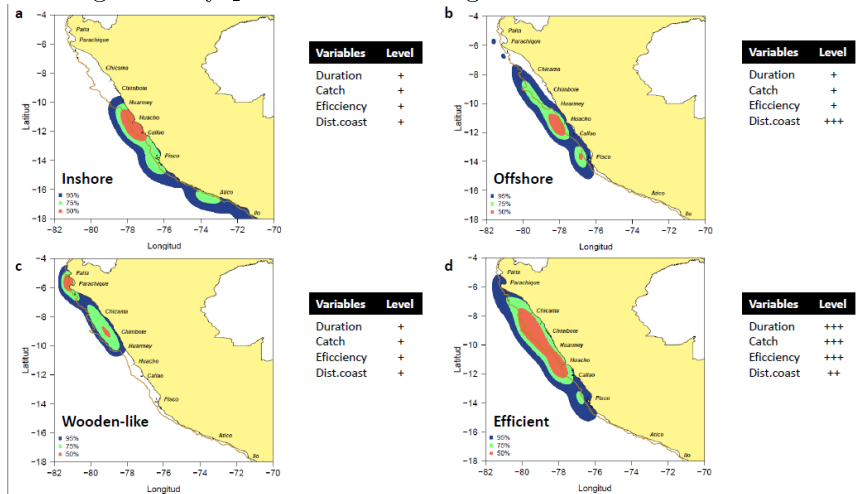 a
Variables Level
Duration +
Catch +
Eficciency +
Dist.coast +
Paita
Parachique
Chicama
Chimbote
Huarmey
Huacho
Callao
Pisco
Atico
Ilo
Inshore
95%
75%
50%
Latitud
−4
−6
−8
−10
−12
−14
−16
−18
−82 −80 −78 −76 −74 −72 −70
Longitud
b
Variables Level
Duration +
Catch +
Eficciency +
Dist.coast +++
Paita
Parachique
Chicama
Chimbote
Huarmey
Huacho
Callao
Pisco
Atico
Ilo
Offshore
95%
75%
50%
Latitud
−4
−6
−8
−10
−12
−14
−16
−18
−82 −80 −78 −76 −74 −72 −70
Longitud
c
Variables Level
Duration +
Catch +
Eficciency +
Dist.coast +
Paita
Parachique
Chicama
Chimbote
Huarmey
Huacho
Callao
Pisco
Atico
Ilo
Wooden-like
95%
75%
50%
Latitud
−4
−6
−8
−10
−12
−14
−16
−18
−82 −80 −78 −76 −74 −72 −70
Longitud
d
Variables Level
Duration +++
Catch +++
Eficciency +++
Dist.coast ++
Paita
Parachique
Chicama
Chimbote
Huarmey
Huacho
Callao
Pisco
Atico
Ilo
Efficient
95%
75%
50%
Latitud
−4
−6
−8
−10
−12
−14
−16
−18
−82 −80 −78 −76 −74 −72 −70
Longitud